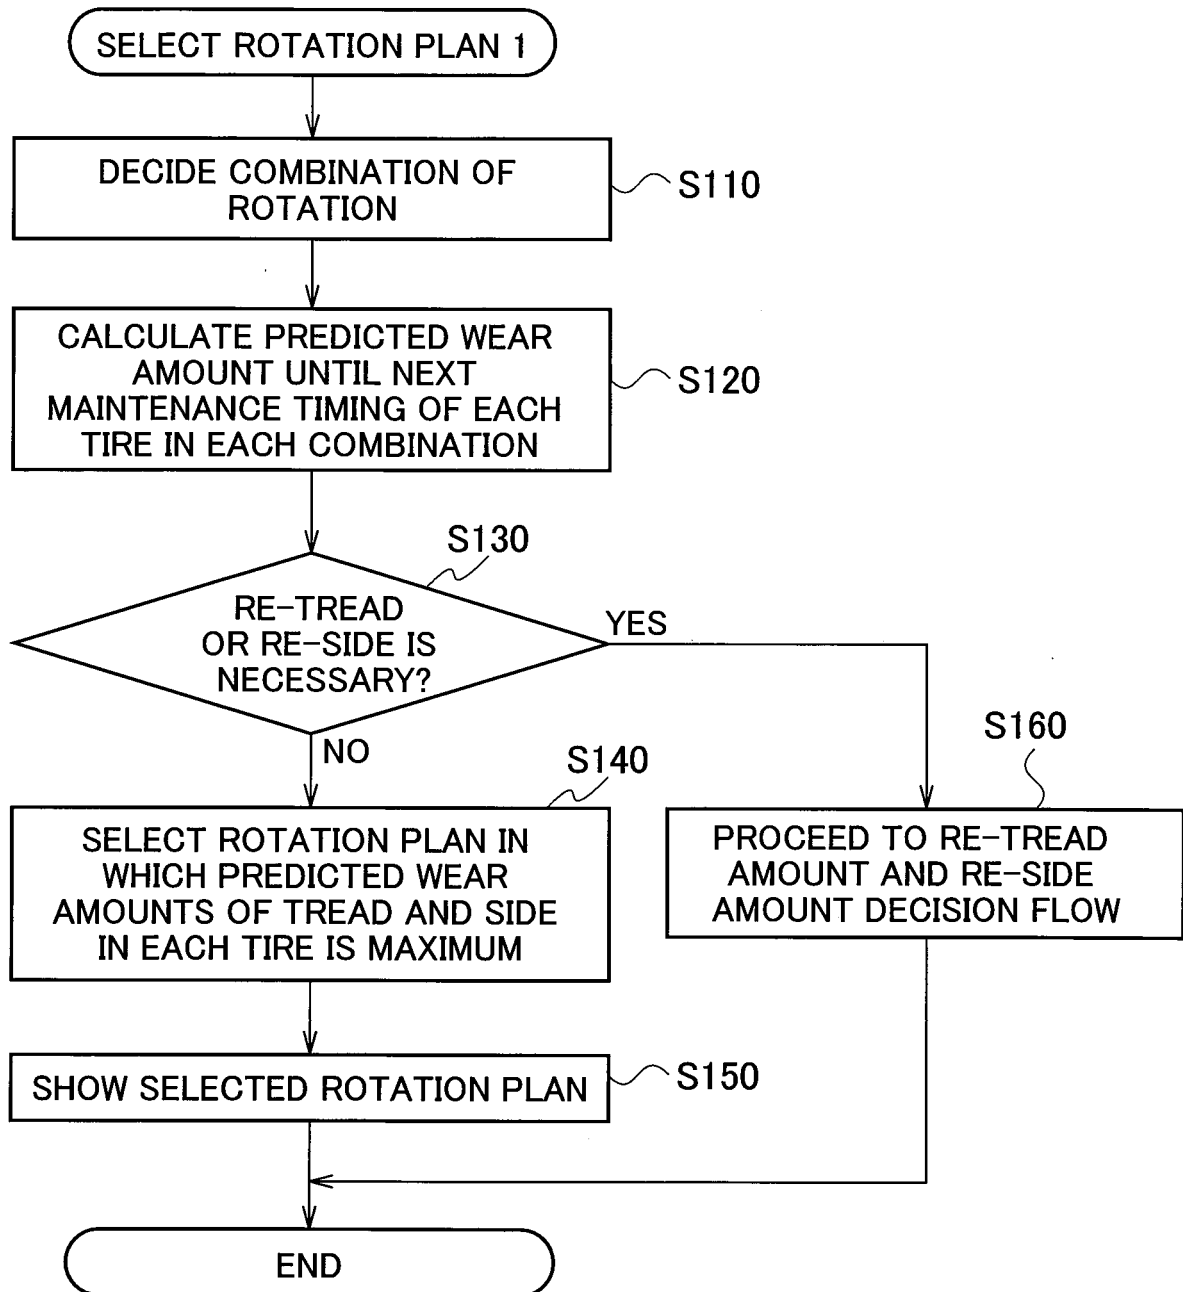 SELECT ROTATION PLAN 1
DECIDE COMBINATION OF
ROTATION
S110
CALCULATE PREDICTED WEAR
AMOUNT UNTIL NEXT
MAINTENANCE TIMING OF EACH
TIRE IN EACH COMBINATION
S120
S130
RE-TREAD
OR RE-SIDE IS
NECESSARY?
YES
NO
S140
SELECT ROTATION PLAN IN
WHICH PREDICTED WEAR
AMOUNTS OF TREAD AND SIDE
IN EACH TIRE IS MAXIMUM
S160
PROCEED TO RE-TREAD
AMOUNT AND RE-SIDE
AMOUNT DECISION FLOW
SHOW SELECTED ROTATION PLAN
S150
END